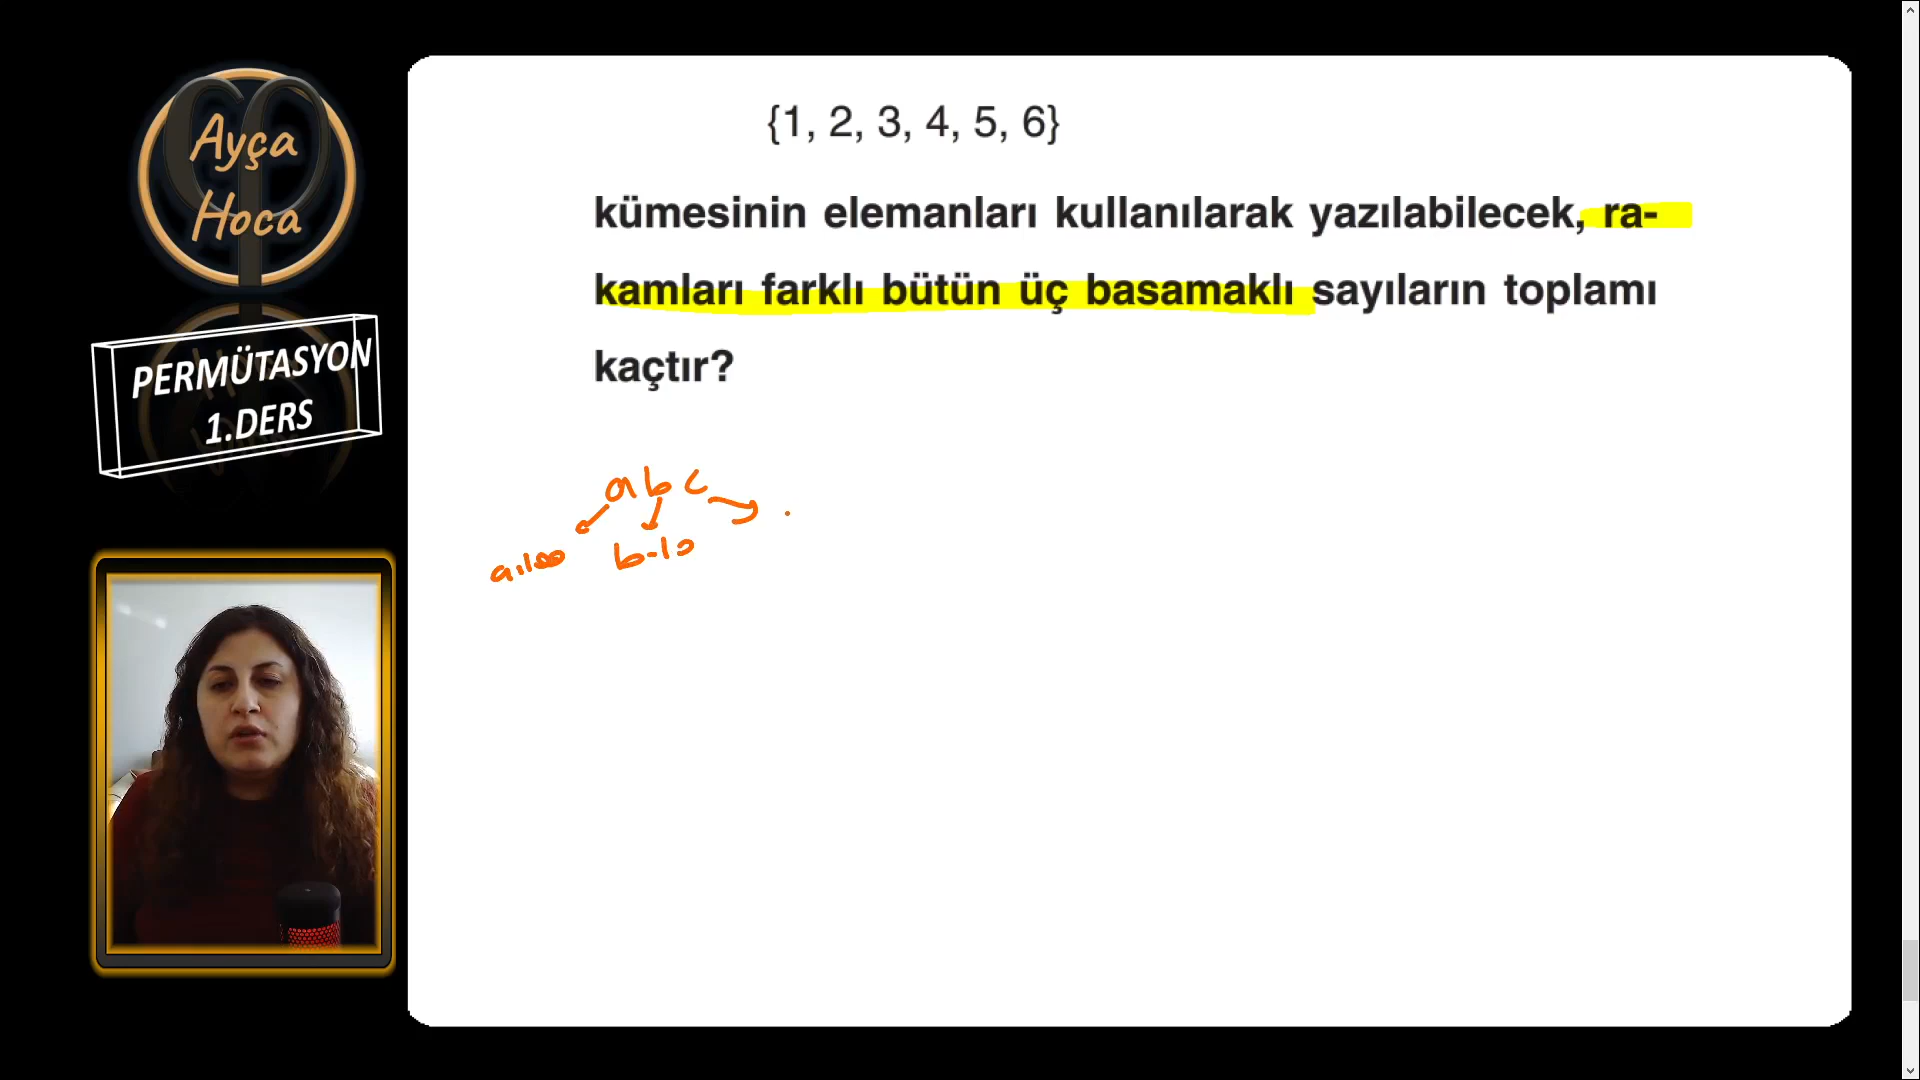 Ayça
Hoca
PERMÜTASYON
1.DERS
{1, 2, 3, 4, 5, 6}
kümesinin elemanları kullanılarak yazılabilecek, ra-
kamları farklı bütün üç basamaklı sayıların toplamı
kaçtır?
abc
a.100 b-10